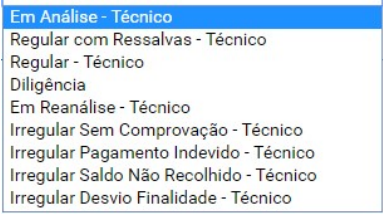 Em Análise - Técnico
Regular com Ressalvas - Técnico
Regular - Técnico
Diligência
Em Reanálise - Técnico
Irregular Sem Comprovação - Técnico
Irregular Pagamento Indevido - Técnico
Irregular Saldo Não Recolhido - Técnico
Irregular Desvio Finalidade - Técnico